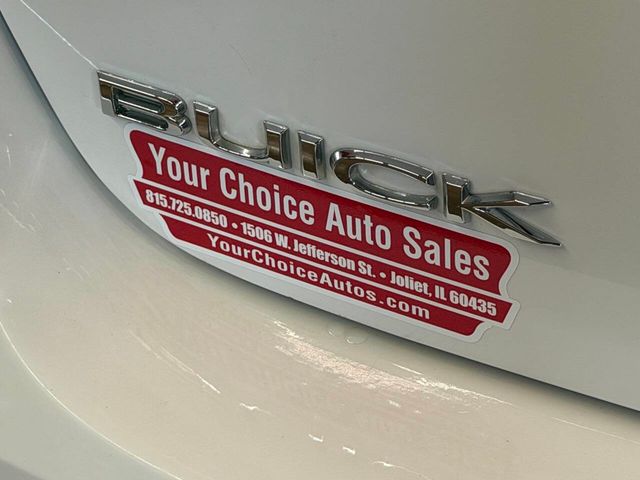 BUICK
Your Choice Auto Sales
815.725.0850 • 1506 W. Jefferson St. • Joliet, IL 60435
YourChoiceAutos.com